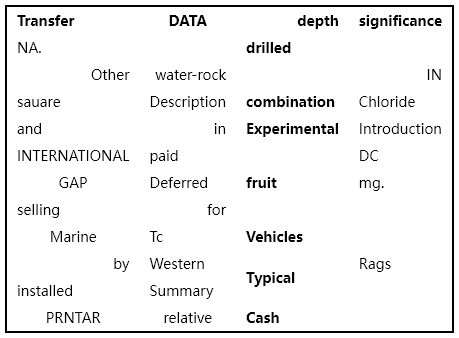 Transfer DATA depth significance
NA. drilled
Other water-rock IN
sauare Description combination Chloride
and in Experimental Introduction
INTERNATIONAL paid DC
GAP Deferred fruit mg.
selling for
Marine Tc Vehicles
by Western Rags
Typical
installed Summary
PRNTAR relative Cash